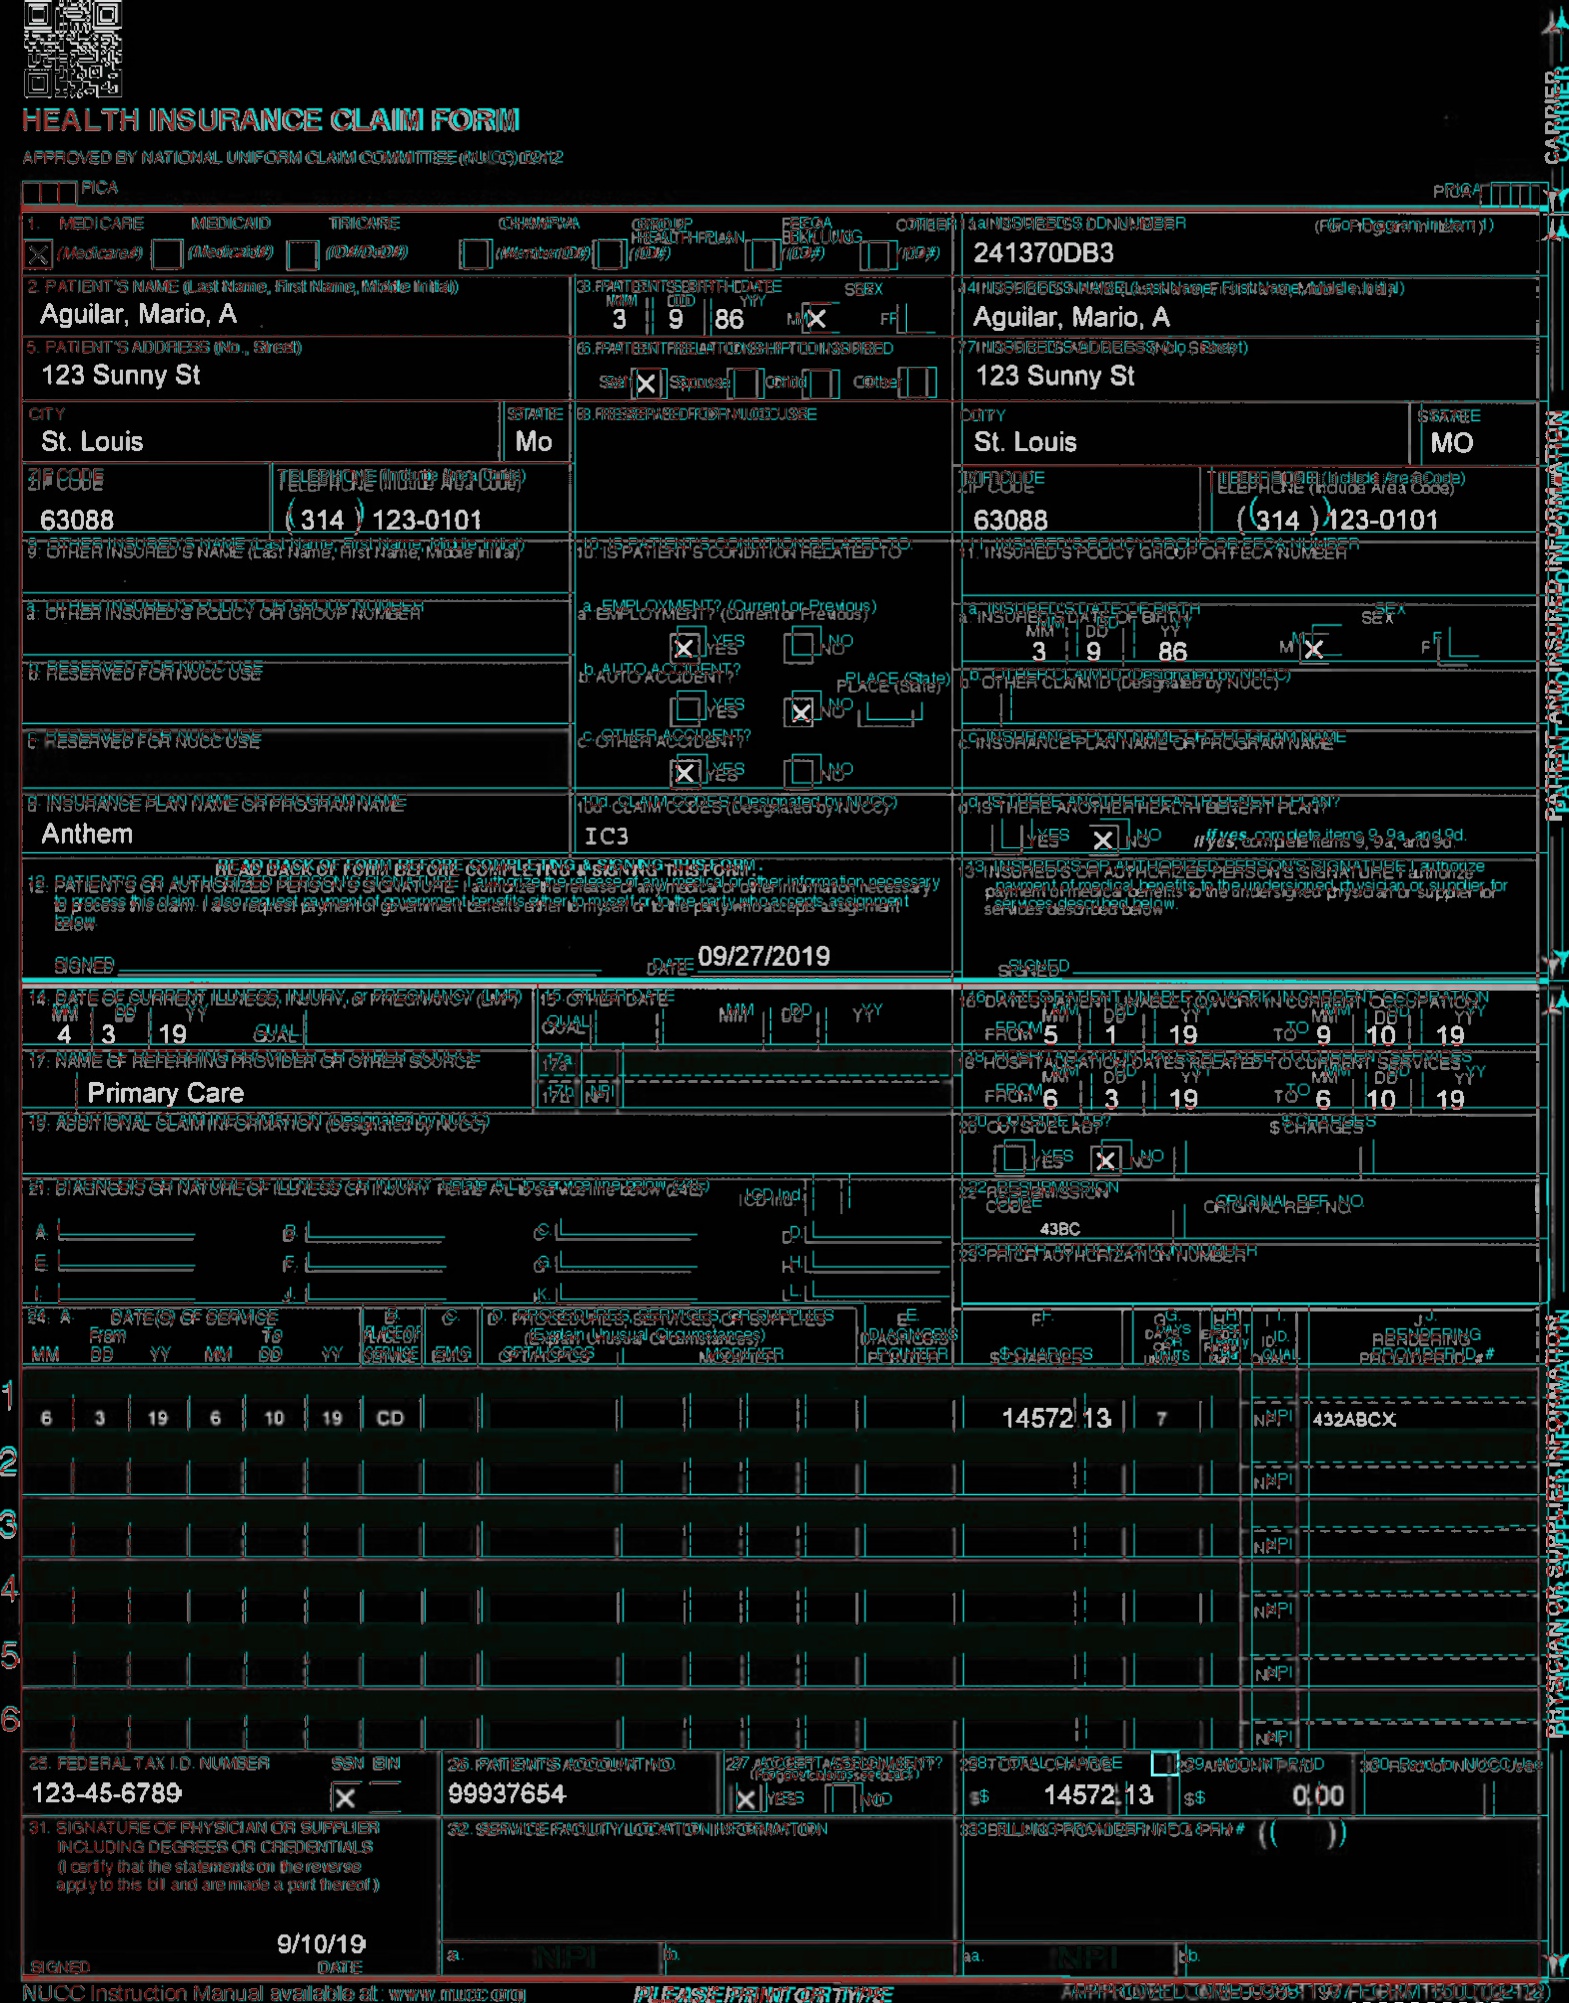 HEALTH INSURANCE CLAIM FORM
APPROVED BY NATIONAL UNIFORM CLAIM COMMITTEE (NUCC) 02/12
PICA PICA
CARRIER
1. MEDICARE MEDICAID TRICARE CHAMPVA GROUP HEALTH PLAN FECA BLK LUNG OTHER 1a. INSURED'S I.D. NUMBER (For Program in Item 1)
(Medicare#) (Medicaid#) (ID#/DoD#) (Member ID#) (ID#) (ID#) (ID#) 241370DB3
2. PATIENT'S NAME (Last Name, First Name, Middle Initial) 3. PATIENT'S BIRTH DATE SEX 4. INSURED'S NAME (Last Name, First Name, Middle Initial)
MM DD YY
Aguilar, Mario, A 3 9 86 M X F Aguilar, Mario, A
5. PATIENT'S ADDRESS (No., Street) 6. PATIENT RELATIONSHIP TO INSURED 7. INSURED'S ADDRESS (No., Street)
123 Sunny St Self X Spouse Child Other 123 Sunny St
CITY STATE 8. RESERVED FOR NUCC USE CITY STATE
St. Louis Mo St. Louis MO
ZIP CODE TELEPHONE (Include Area Code) ZIP CODE TELEPHONE (Include Area Code)
63088 (314) 123-0101 63088 (314) 123-0101
9. OTHER INSURED'S NAME (Last Name, First Name, Middle Initial) 10. IS PATIENT'S CONDITION RELATED TO: 11. INSURED'S POLICY GROUP OR FECA NUMBER
a. OTHER INSURED'S POLICY OR GROUP NUMBER a. EMPLOYMENT? (Current or Previous) a. INSURED'S DATE OF BIRTH SEX
MM DD YY
X YES NO 3 9 86 M X F
b. RESERVED FOR NUCC USE b. AUTO ACCIDENT? PLACE (State) b. OTHER CLAIM ID (Designated by NUCC)
YES X NO
c. RESERVED FOR NUCC USE c. OTHER ACCIDENT? c. INSURANCE PLAN NAME OR PROGRAM NAME
X YES NO
d. INSURANCE PLAN NAME OR PROGRAM NAME 10d. CLAIM CODES (Designated by NUCC) d. IS THERE ANOTHER HEALTH BENEFIT PLAN?
Anthem IC3 YES X NO If yes, complete items 9, 9a, and 9d.
PATIENT AND INSURED INFORMATION
READ BACK OF FORM BEFORE COMPLETING & SIGNING THIS FORM.
12. PATIENT'S OR AUTHORIZED PERSON'S SIGNATURE I authorize the release of any medical or other information necessary
to process this claim. I also request payment of government benefits either to myself or to the party who accepts assignment
below.
13. INSURED'S OR AUTHORIZED PERSON'S SIGNATURE I authorize
payment of medical benefits to the undersigned physician or supplier for
services described below.
SIGNED DATE 09/27/2019 SIGNED
14. DATE OF CURRENT ILLNESS, INJURY, or PREGNANCY (LMP) 15. OTHER DATE 16. DATES PATIENT UNABLE TO WORK IN CURRENT OCCUPATION
MM DD YY MM DD YY MM DD YY MM DD YY
4 3 19 QUAL. QUAL. FROM 5 1 19 TO 9 10 19
17. NAME OF REFERRING PROVIDER OR OTHER SOURCE 17a. 18. HOSPITALIZATION DATES RELATED TO CURRENT SERVICES
MM DD YY MM DD YY
Primary Care 17b. NPI FROM 6 3 19 TO 6 10 19
19. ADDITIONAL CLAIM INFORMATION (Designated by NUCC) 20. OUTSIDE LAB? $ CHARGES
YES X NO
21. DIAGNOSIS OR NATURE OF ILLNESS OR INJURY Relate A-L to service line below (24E) ICD Ind. 22. RESUBMISSION CODE ORIGINAL REF. NO.
A. B. C. D. 43BC
E. F. G. H. 23. PRIOR AUTHORIZATION NUMBER
I. J. K. L.
24. A. DATE(S) OF SERVICE B. C. D. PROCEDURES, SERVICES, OR SUPPLIES E. F. G. H. I. J.
From To PLACE OF (Explain Unusual Circumstances) DIAGNOSIS DAYS OR UNITS ID. RENDERING
MM DD YY MM DD YY SERVICE EMG CPT/HCPCS MODIFIER POINTER $ CHARGES QUAL. PROVIDER ID. #
1 6 3 19 6 10 19 CD 14572 13 7 NPI 432ABCX
2 NPI
3 NPI
4 NPI
5 NPI
6 NPI
PHYSICIAN OR SUPPLIER INFORMATION
25. FEDERAL TAX I.D. NUMBER SSN EIN 26. PATIENT'S ACCOUNT NO. 27. ACCEPT ASSIGNMENT? 28. TOTAL CHARGE 29. AMOUNT PAID 30. Rsvd for NUCC Use
(For govt. claims, see back)
123-45-6789 X 99937654 X YES NO $ 14572 13 $ 0.00
31. SIGNATURE OF PHYSICIAN OR SUPPLIER 32. SERVICE FACILITY LOCATION INFORMATION 33. BILLING PROVIDER INFO & PH # ( )
INCLUDING DEGREES OR CREDENTIALS
(I certify that the statements on the reverse
apply to this bill and are made a part thereof.)
9/10/19
SIGNED DATE a. NPI b. a. NPI b.
NUCC Instruction Manual available at: www.nucc.org PLEASE PRINT OR TYPE